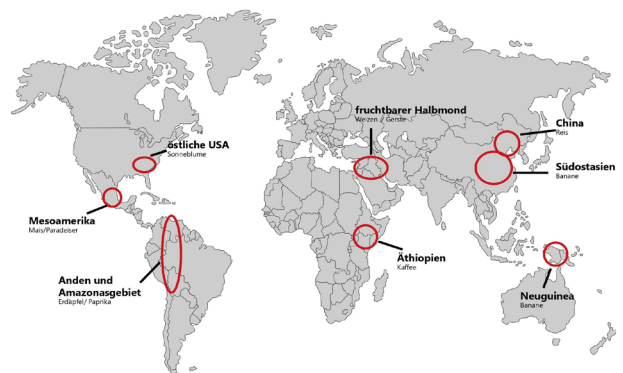 fruchtbarer Halbmond
Weizen / Gerste
China
Reis
östliche USA
Sonneblume
Südostasien
Banane
Mesoamerika
Mais/Paradeiser
Äthiopien
Kaffee
Anden und
Amazonasgebiet
Erdäpfel/ Paprika
Neuguinea
Banane